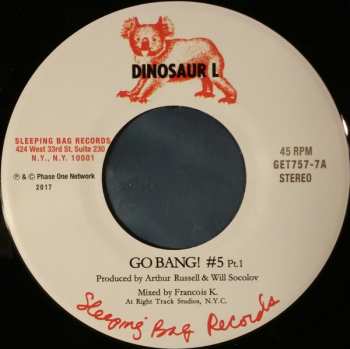 DINOSAUR L
SLEEPING BAG RECORDS
424 West 33rd St, Suite 230
N.Y., N.Y. 10001
℗ & © Phase One Network
2017
45 RPM
GET757-7A
STEREO
GO BANG! #5 Pt.1
Produced by Arthur Russell & Will Socolov
Mixed by Francois K.
At Right Track Studios, N.Y.C.
Sleeping Bag Records